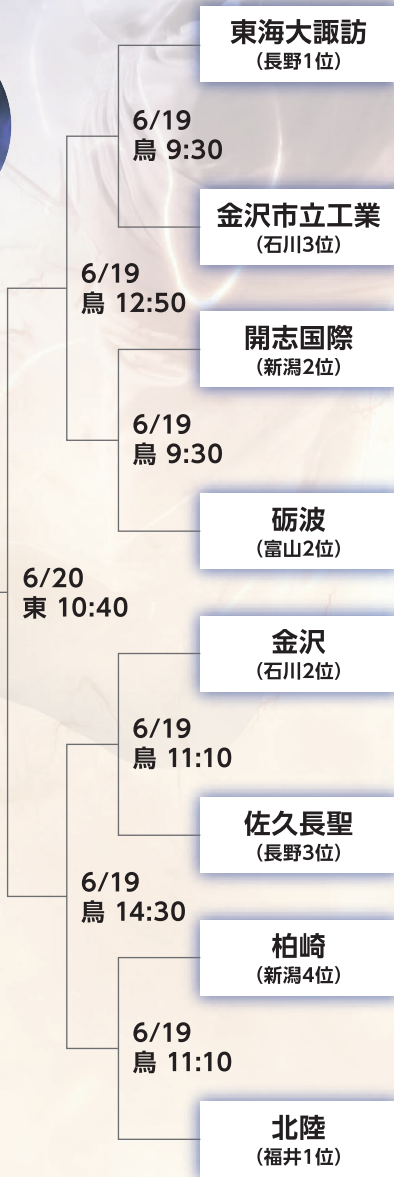 東海大諏訪
(長野1位)
6/19
鳥 9:30
金沢市立工業
(石川3位)
6/19
鳥 12:50
開志国際
(新潟2位)
6/19
鳥 9:30
砺波
(富山2位)
6/20
東 10:40
金沢
(石川2位)
6/19
鳥 11:10
佐久長聖
(長野3位)
6/19
鳥 14:30
柏崎
(新潟4位)
6/19
鳥 11:10
北陸
(福井1位)